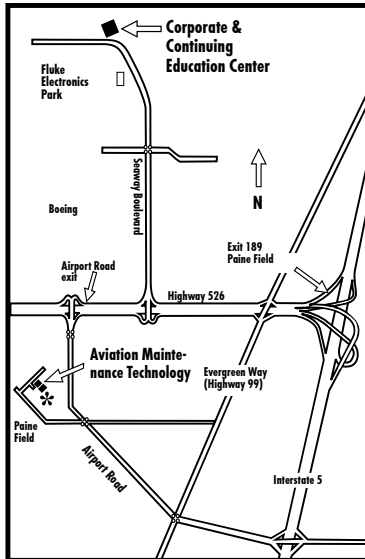 Corporate &
Continuing
Education Center
Fluke
Electronics
Park
Seaway Boulevard
N
Boeing
Exit 189
Paine Field
Airport Road
exit
Highway 526
Aviation Mainte-
nance Technology
Evergreen Way
(Highway 99)
Paine
Field
Airport Road
Interstate 5